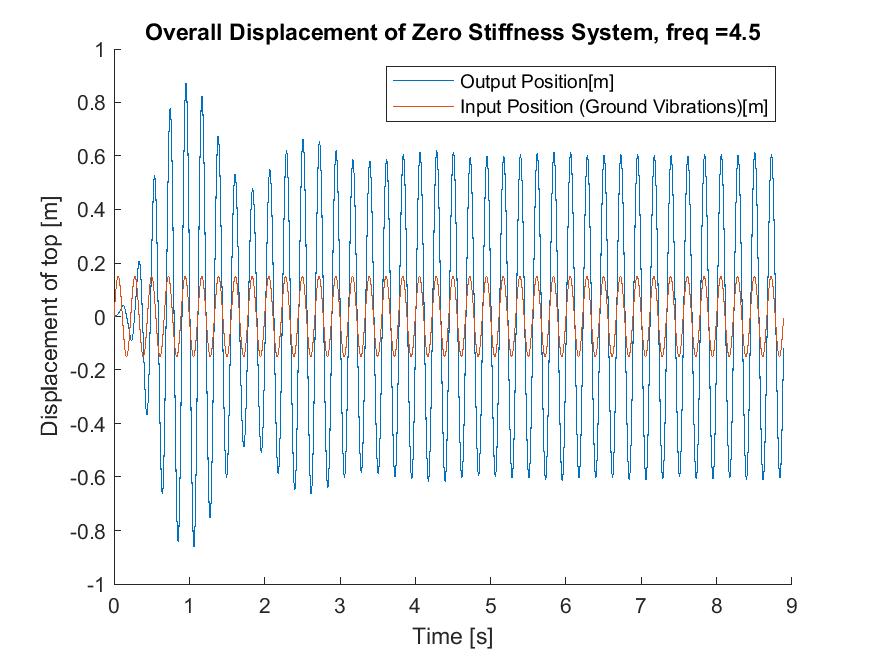 Overall Displacement of Zero Stiffness System, freq =4.5
Output Position[m]
Input Position (Ground Vibrations)[m]
Displacement of top [m]
1
0.8
0.6
0.4
0.2
0
-0.2
-0.4
-0.6
-0.8
-1
0 1 2 3 4 5 6 7 8 9
Time [s]